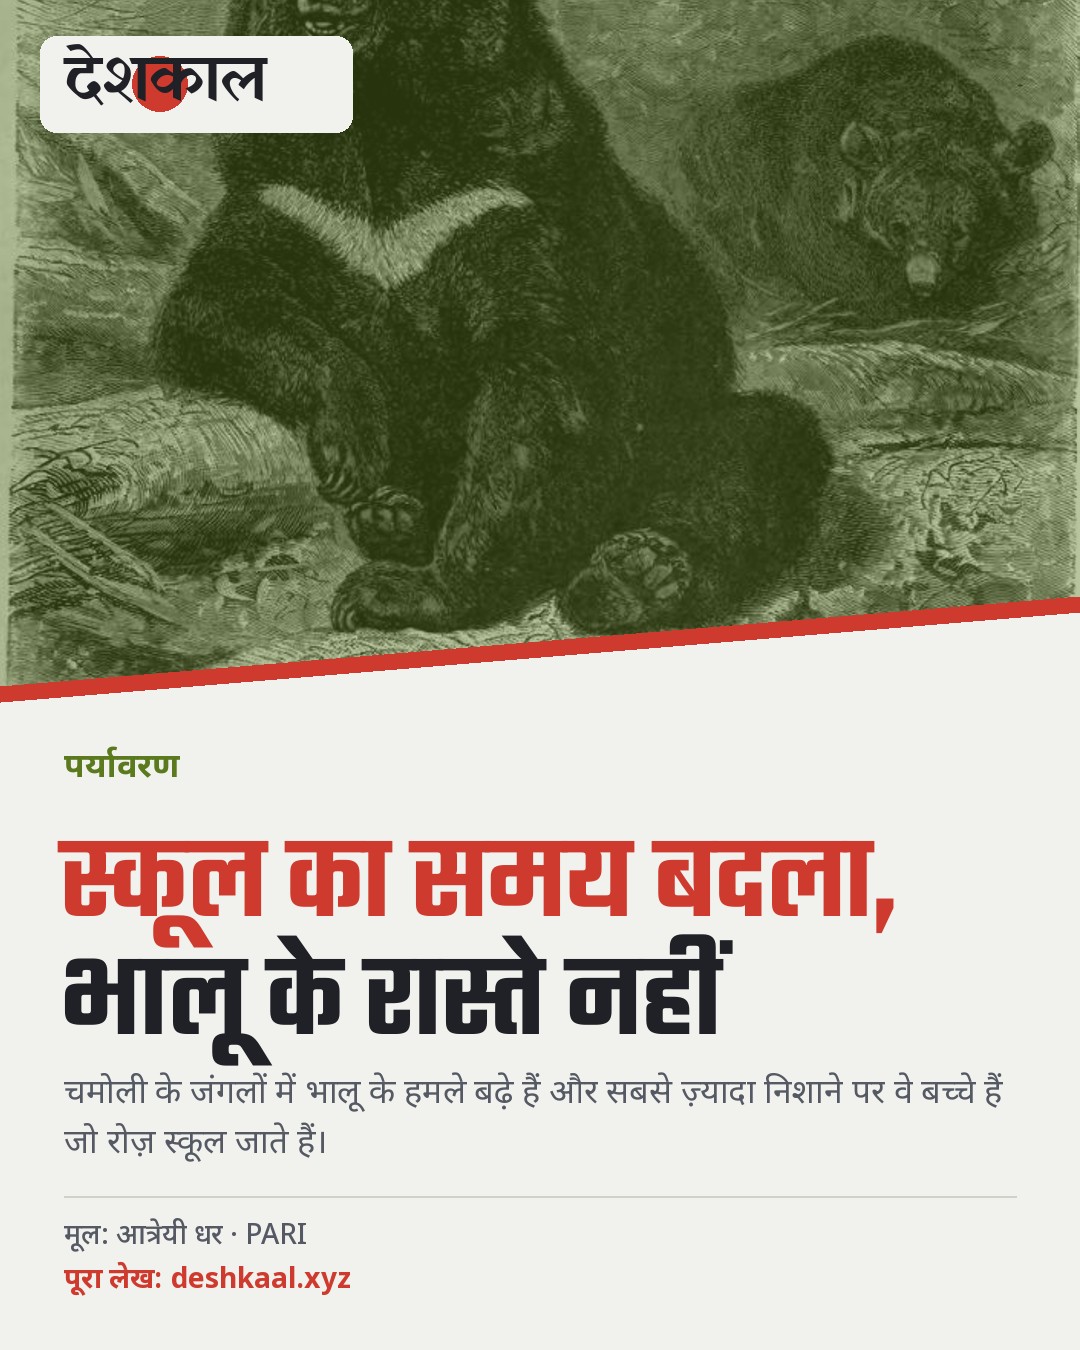 देशकाल
पर्यावरण
स्कूल का समय बदला,
भालू के रास्ते नहीं
चमोली के जंगलों में भालू के हमले बढ़े हैं और सबसे ज़्यादा निशाने पर वे बच्चे हैं
जो रोज़ स्कूल जाते हैं।
मूल: आत्रेयी धर · PARI
पूरा लेख: deshkaal.xyz